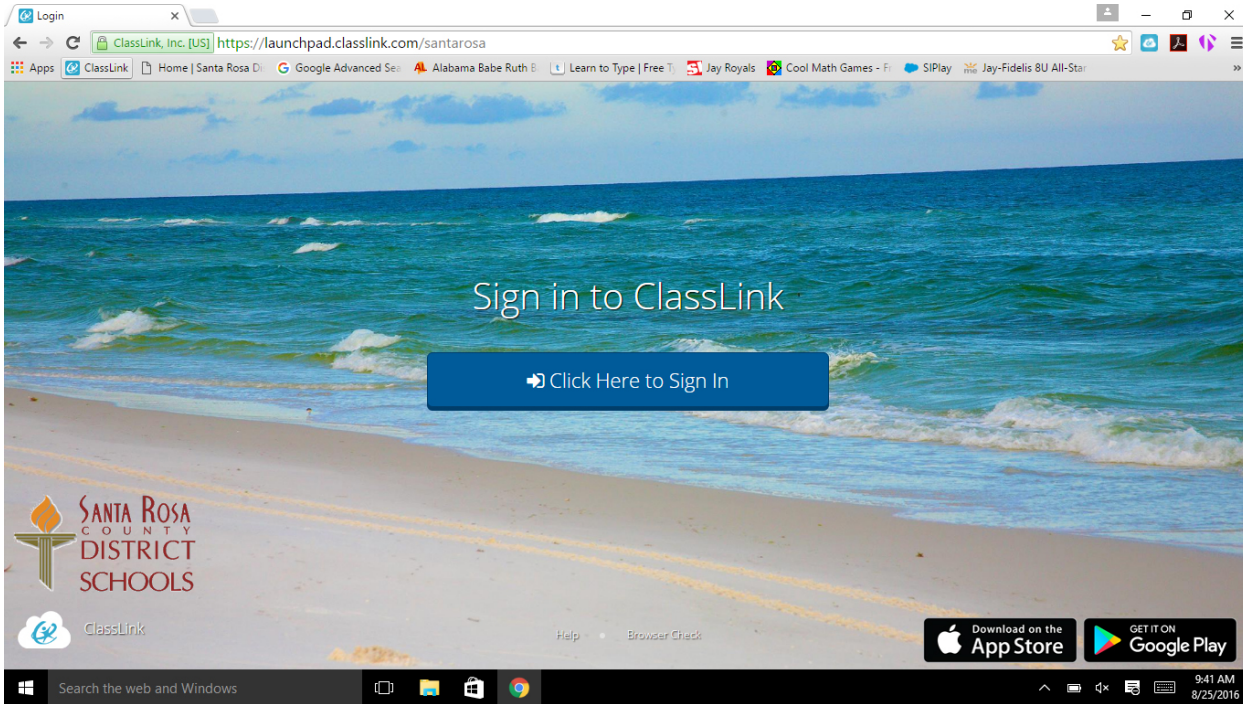 Login
ClassLink, Inc. [US] https://launchpad.classlink.com/santarosa
Apps ClassLink Home | Santa Rosa Di Google Advanced Sea Alabama Babe Ruth B Learn to Type | Free Ty Jay Royals Cool Math Games - Fr SIPlay Jay-Fidelis 8U All-Star »
Sign in to ClassLink
Click Here to Sign In
SANTA ROSA
COUNTY
DISTRICT
SCHOOLS
ClassLink
Help Browser Check
Download on the
App Store
GET IT ON
Google Play
Search the web and Windows
9:41 AM
8/25/2016